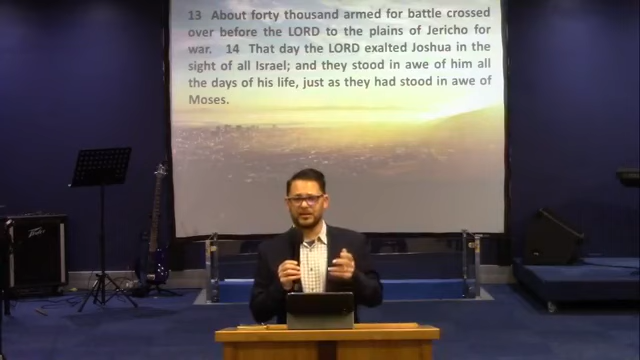 13 About forty thousand armed for battle crossed
over before the LORD to the plains of Jericho for
war. 14 That day the LORD exalted Joshua in the
sight of all Israel; and they stood in awe of him all
the days of his life, just as they had stood in awe of
Moses.
PEAVEY